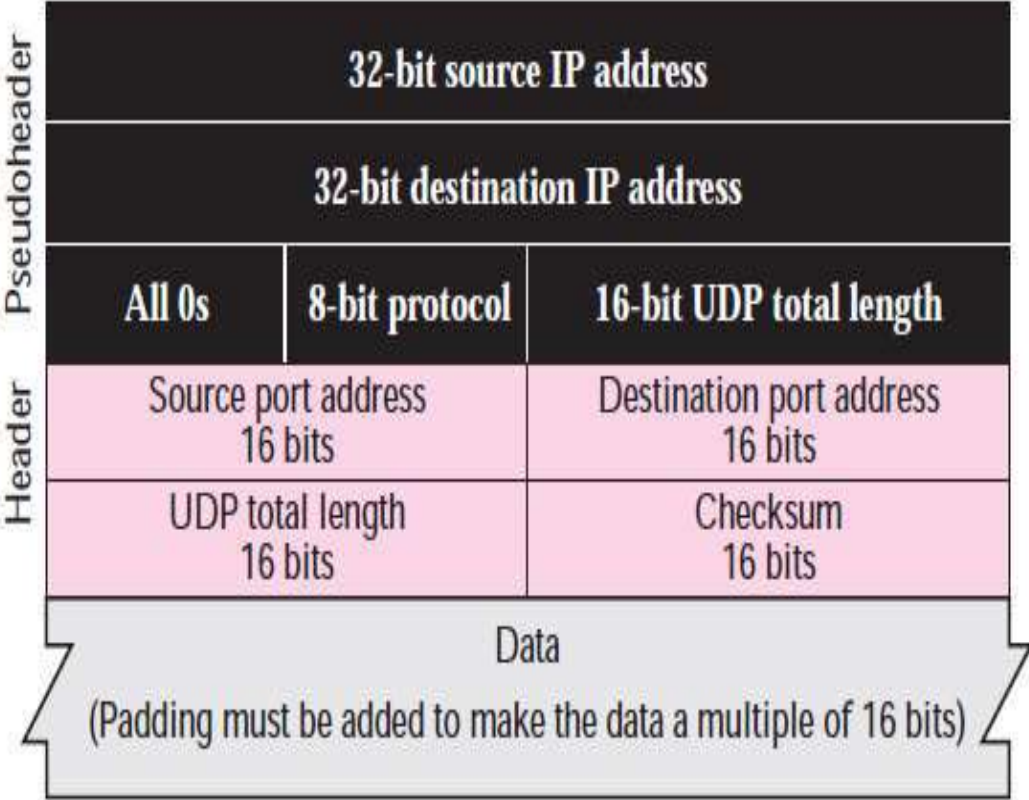 Pseudoheader
32-bit source IP address
32-bit destination IP address
All 0s
8-bit protocol
16-bit UDP total length
Header
Source port address
16 bits
Destination port address
16 bits
UDP total length
16 bits
Checksum
16 bits
Data
(Padding must be added to make the data a multiple of 16 bits)